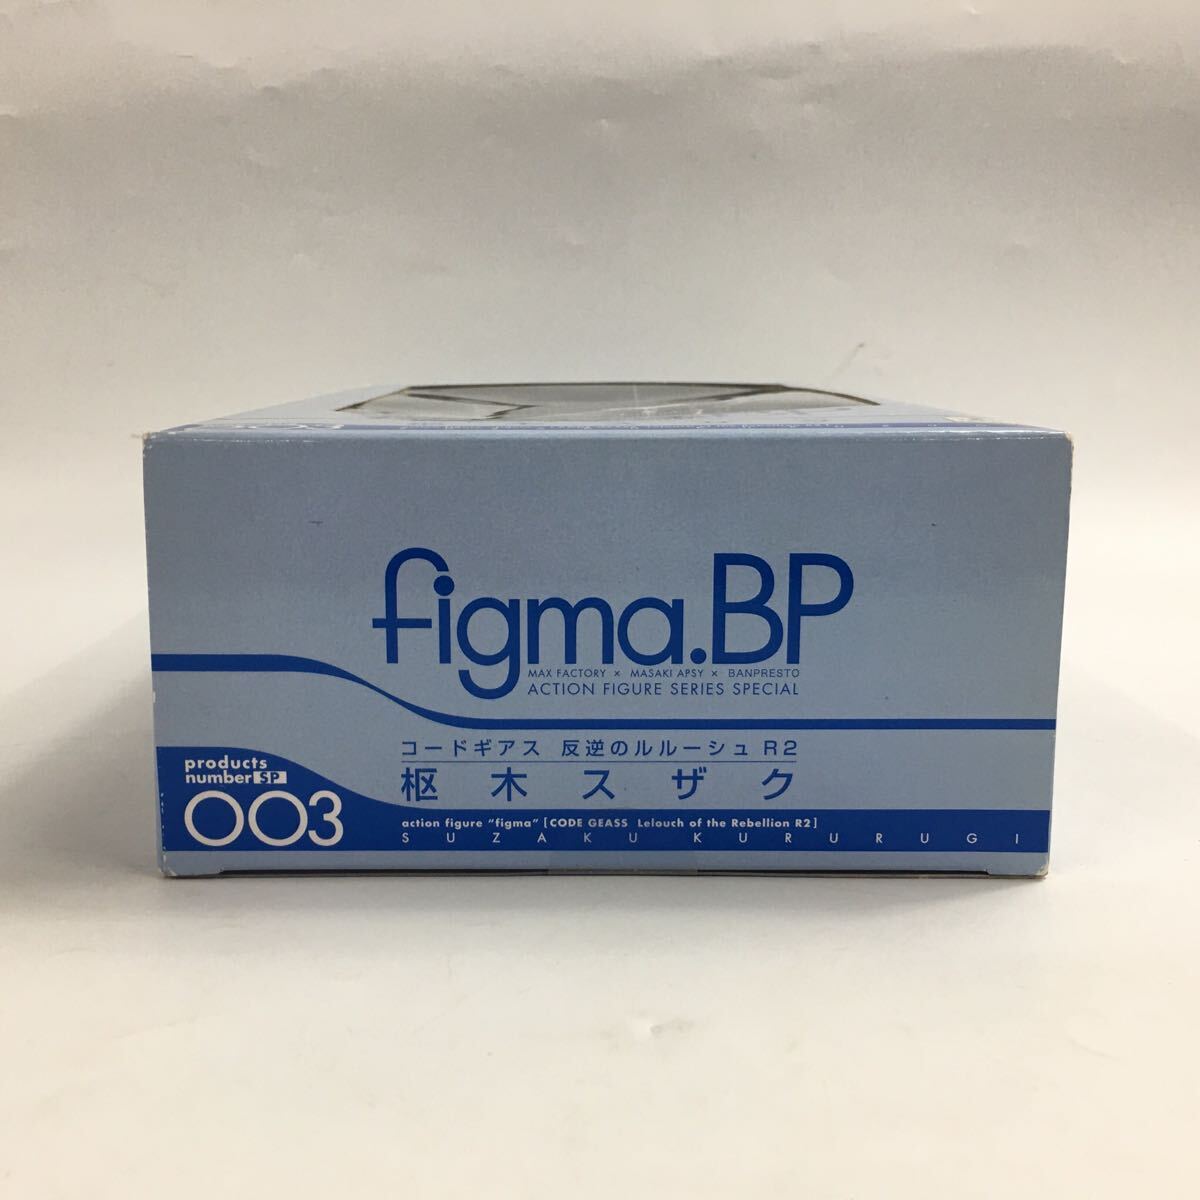 figma.BP
MAX FACTORY × MASAKI APSY × BANPRESTO
ACTION FIGURE SERIES SPECIAL
コードギアス 反逆のルルーシュ R2
枢木スザク
products
number SP
003
action figure "figma" [CODE GEASS Lelouch of the Rebellion R2]
SUZAKU KURURUGI